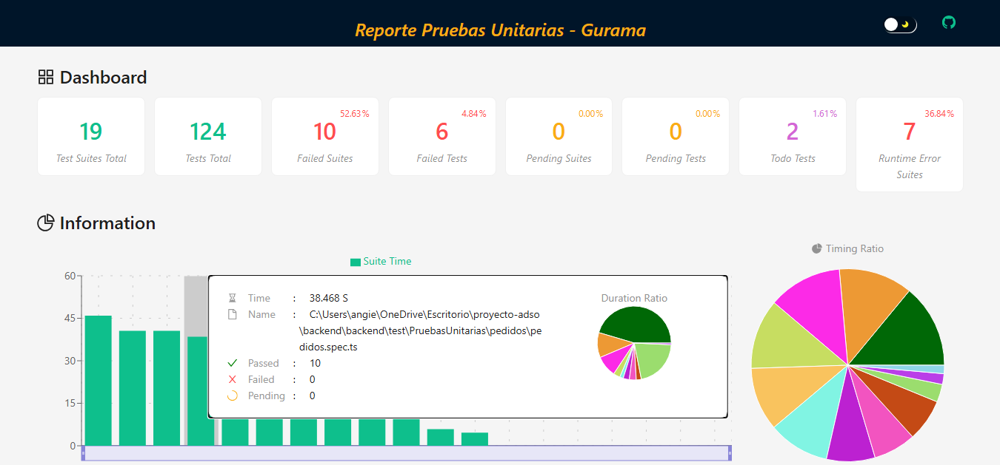 Reporte Pruebas Unitarias - Gurama
Dashboard
19
Test Suites Total
124
Tests Total
52.63%
10
Failed Suites
4.84%
6
Failed Tests
0.00%
0
Pending Suites
0.00%
0
Pending Tests
1.61%
2
Todo Tests
36.84%
7
Runtime Error
Suites
Information
Suite Time
Timing Ratio
60
45
30
15
0
Time : 38.468 S
Name : C:\Users\angie\OneDrive\Escritorio\proyecto-adso
\backend\backend\test\PruebasUnitarias\pedidos\pe
didos.spec.ts
Passed : 10
Failed : 0
Pending : 0
Duration Ratio